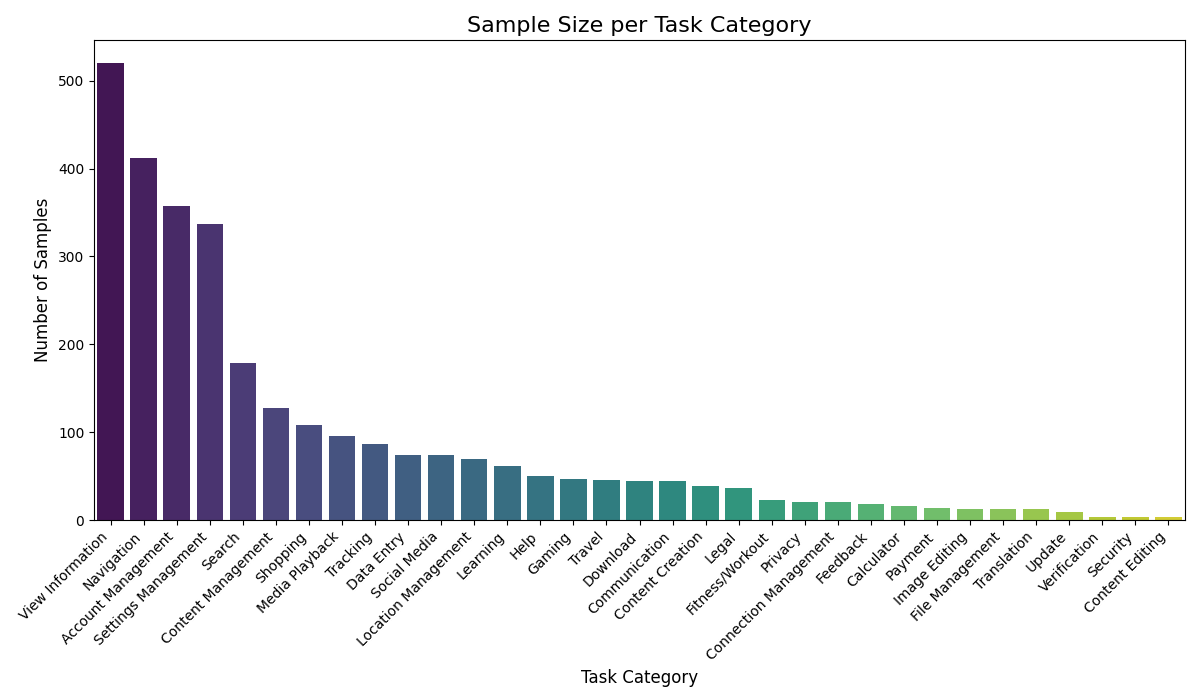 Sample Size per Task Category
Number of Samples
500
400
300
200
100
0
View Information
Navigation
Account Management
Settings Management
Search
Content Management
Shopping
Media Playback
Tracking
Data Entry
Social Media
Location Management
Learning
Help
Gaming
Travel
Download
Communication
Content Creation
Legal
Fitness/Workout
Privacy
Connection Management
Feedback
Calculator
Payment
Image Editing
File Management
Translation
Update
Verification
Security
Content Editing
Task Category